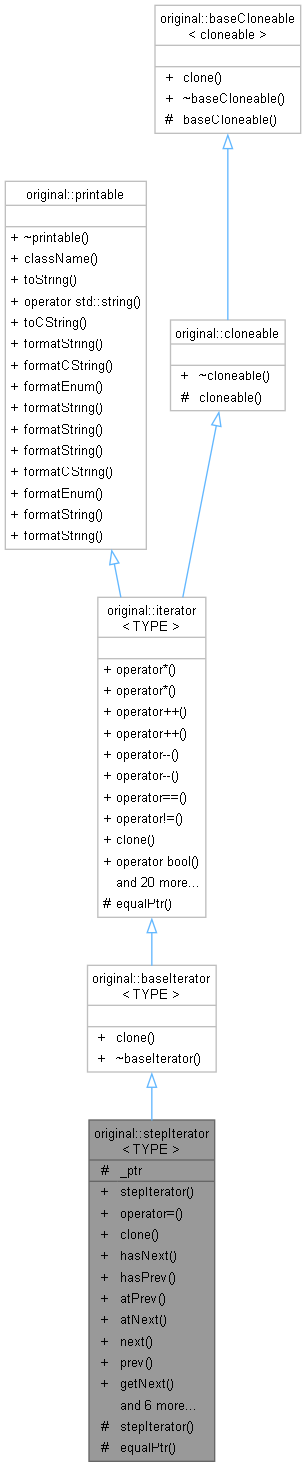 original::baseCloneable
< cloneable >
+ clone()
+ ~baseCloneable()
# baseCloneable()
original::printable
+ ~printable()
+ className()
+ toString()
+ operator std::string()
+ toCString()
+ formatString()
+ formatCString()
+ formatEnum()
+ formatString()
+ formatString()
+ formatString()
+ formatCString()
+ formatEnum()
+ formatString()
+ formatString()
original::cloneable
+ ~cloneable()
# cloneable()
original::iterator
< TYPE >
+ operator*()
+ operator*()
+ operator++()
+ operator++()
+ operator--()
+ operator--()
+ operator==()
+ operator!=()
+ clone()
+ operator bool()
and 20 more...
# equalPtr()
original::baseIterator
< TYPE >
+ clone()
+ ~baseIterator()
original::stepIterator
< TYPE >
# _ptr
+ stepIterator()
+ operator=()
+ clone()
+ hasNext()
+ hasPrev()
+ atPrev()
+ atNext()
+ next()
+ prev()
+ getNext()
and 6 more...
# stepIterator()
# equalPtr()